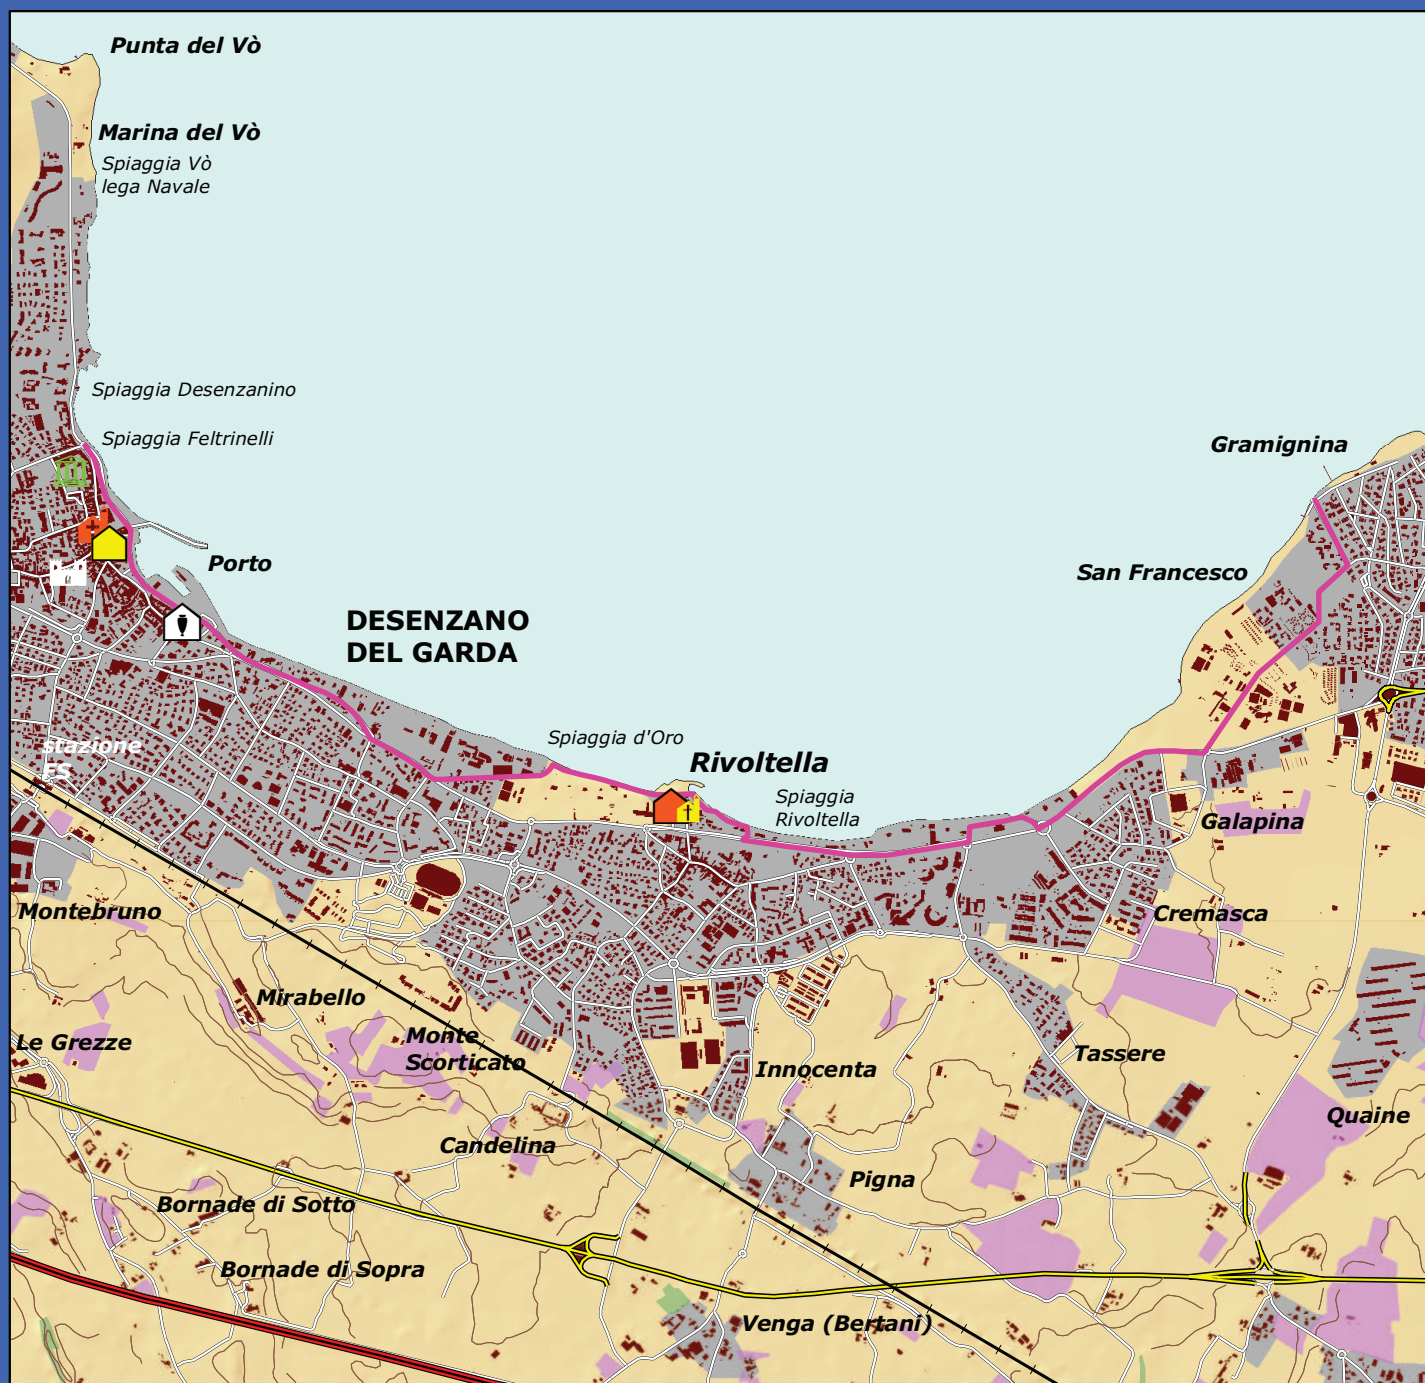 Punta del Vò
Marina del Vò
Spiaggia Vò
lega Navale
Spiaggia Desenzanino
Spiaggia Feltrinelli
Gramignina
Porto
San Francesco
DESENZANO
DEL GARDA
stazione
FS
Spiaggia d'Oro
Rivoltella
Spiaggia
Rivoltella
Galapina
Montebruno
Cremasca
Mirabello
Le Grezze
Monte
Scorticato
Innocenta
Tassere
Quaine
Candelina
Pigna
Bornade di Sotto
Bornade di Sopra
Venga (Bertani)